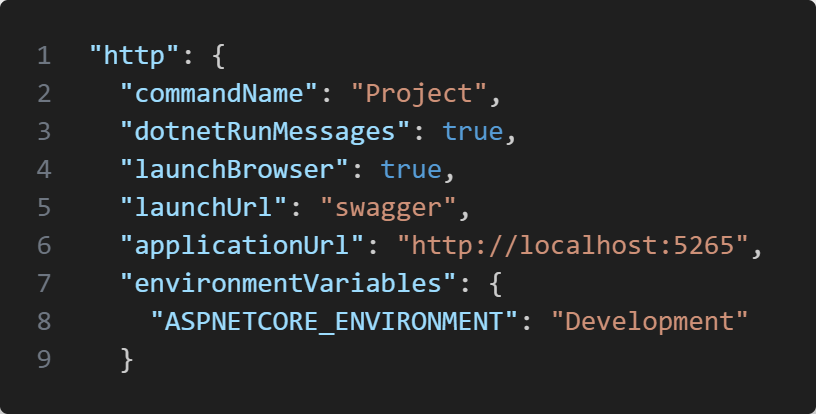 1 "http": {
2   "commandName": "Project",
3   "dotnetRunMessages": true,
4   "launchBrowser": true,
5   "launchUrl": "swagger",
6   "applicationUrl": "http://localhost:5265",
7   "environmentVariables": {
8     "ASPNETCORE_ENVIRONMENT": "Development"
9   }